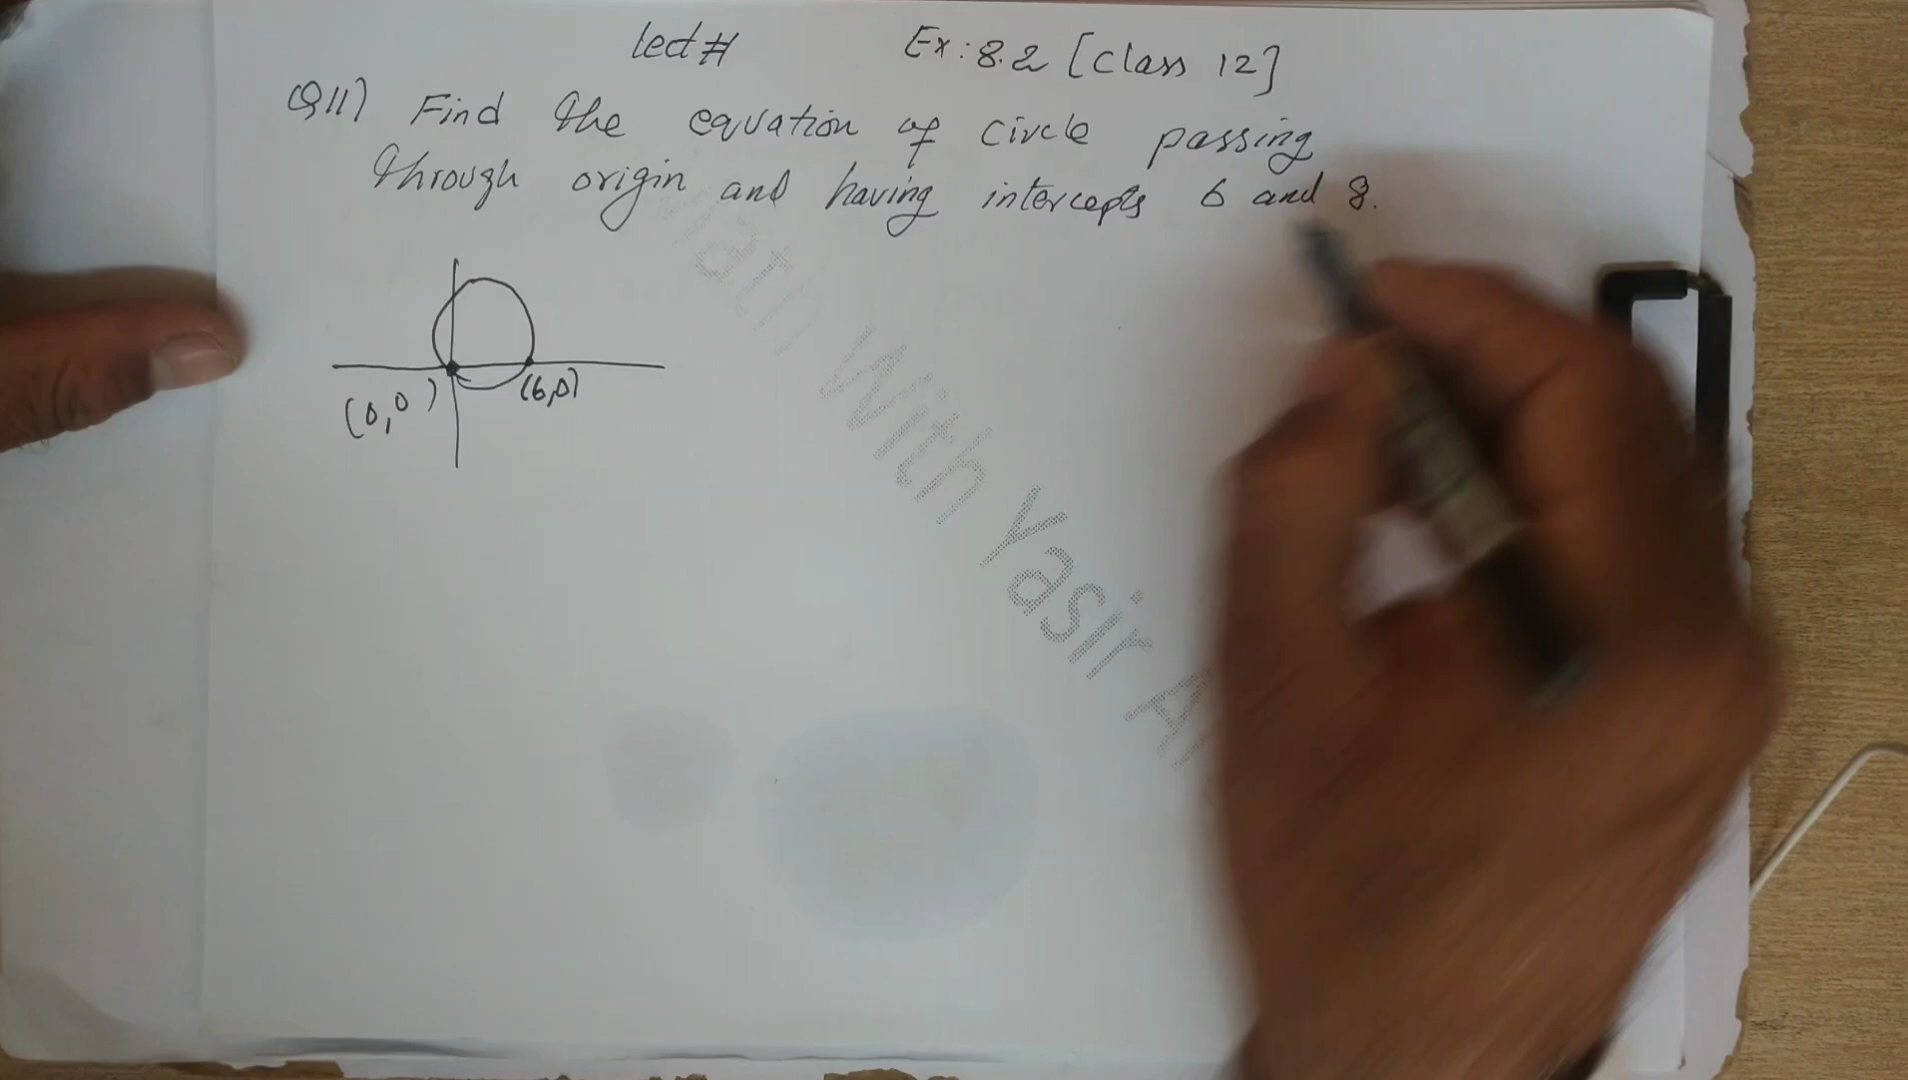 Lect# Ex: 8.2 [Class 12]
Q11) Find the equation of circle passing
through origin and having intercepts 6 and 8.
(0,0) (6,0)
Math With Yasir A